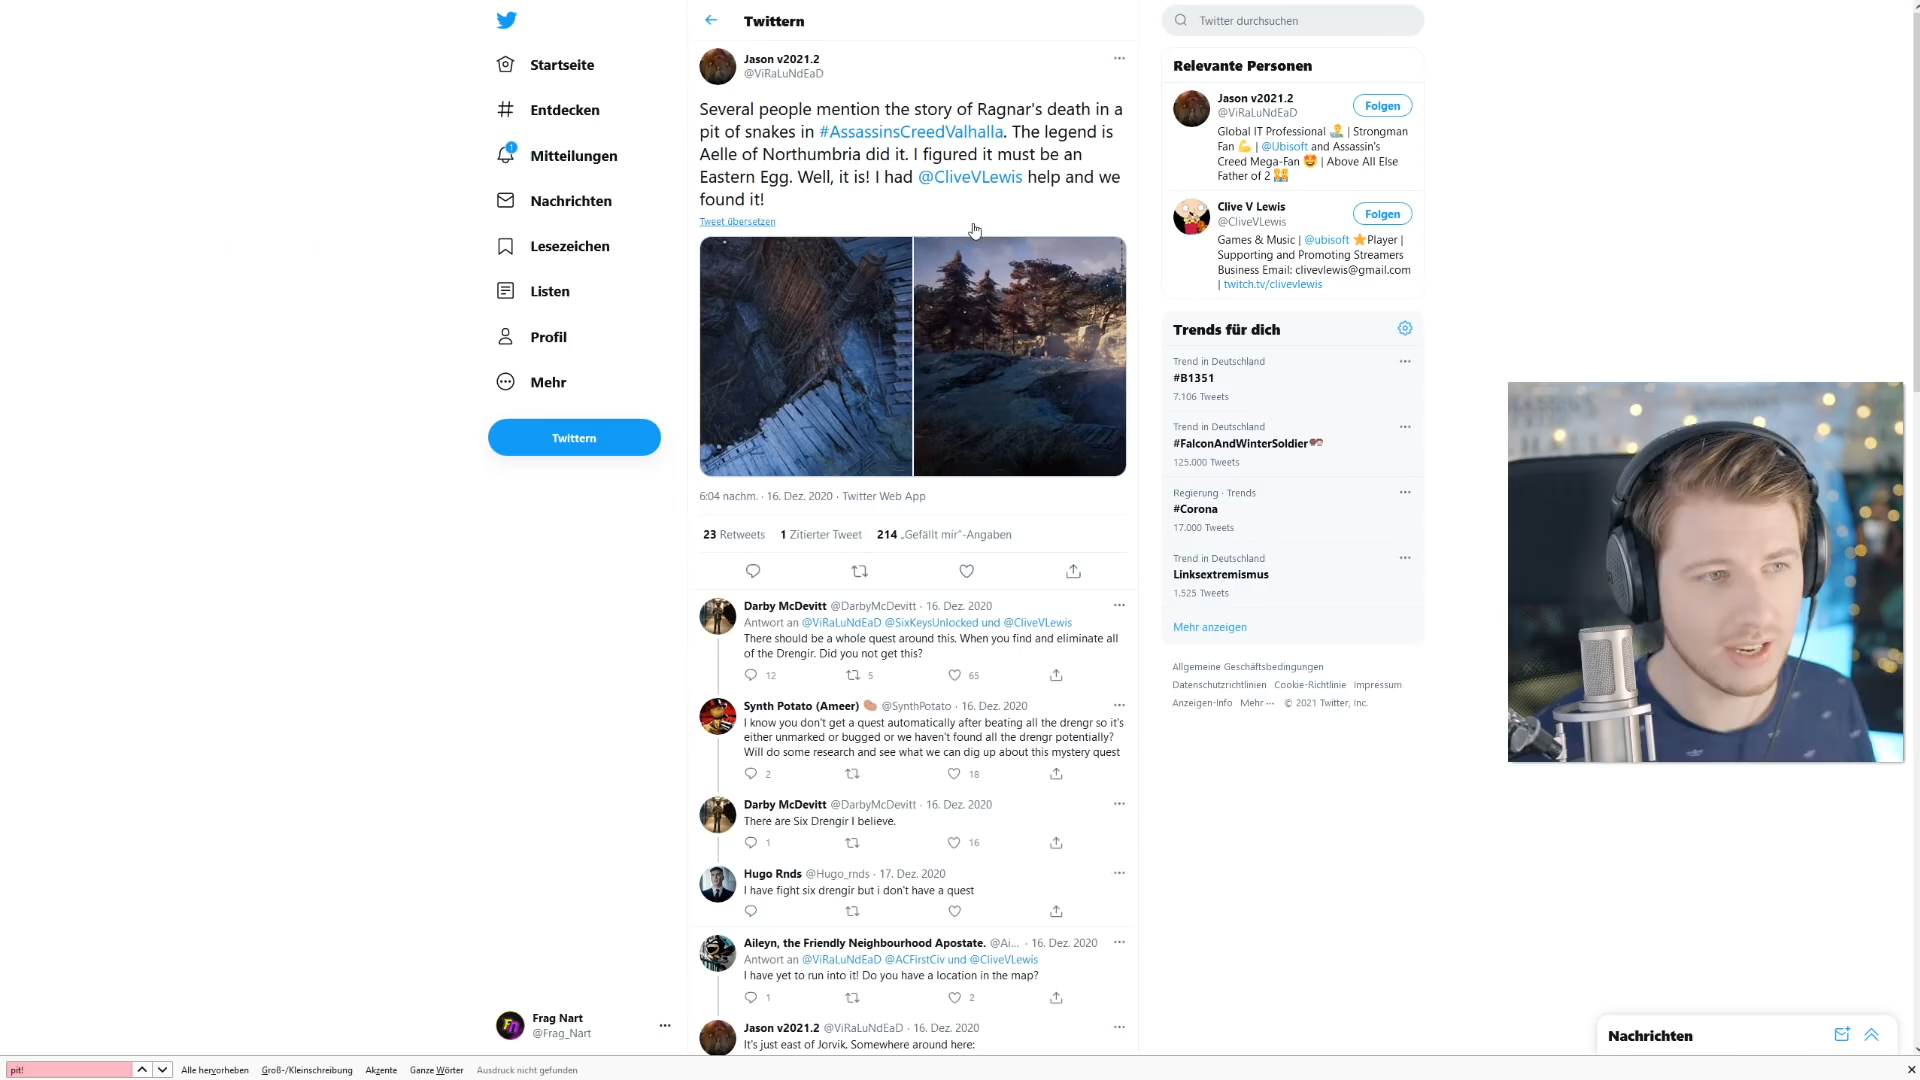 Twittern
Twitter durchsuchen
Startseite
Entdecken
1
Mitteilungen
Nachrichten
Lesezeichen
Listen
Profil
Mehr
Twittern
Frag Nart
@Frag_Nart
Jason v2021.2
@ViRaLuNdEaD
Several people mention the story of Ragnar's death in a
pit of snakes in #AssassinsCreedValhalla. The legend is
Aelle of Northumbria did it. I figured it must be an
Eastern Egg. Well, it is! I had @CliveVLewis help and we
found it!
Tweet übersetzen
6:04 nachm. · 16. Dez. 2020 · Twitter Web App
23 Retweets 1 Zitierter Tweet 214 „Gefällt mir“-Angaben
Darby McDevitt @DarbyMcDevitt · 16. Dez. 2020
Antwort an @ViRaLuNdEaD @SixKeysUnlocked und @CliveVLewis
There should be a whole quest around this. When you find and eliminate all
of the Drengir. Did you not get this?
12 5 65
Synth Potato (Ameer) @SynthPotato · 16. Dez. 2020
I know you don't get a quest automatically after beating all the drengr so it's
either unmarked or bugged or we haven't found all the drengr potentially?
Will do some research and see what we can dig up about this mystery quest
2 18
Darby McDevitt @DarbyMcDevitt · 16. Dez. 2020
There are Six Drengir I believe.
1 16
Hugo Rnds @Hugo_rnds · 17. Dez. 2020
I have fight six drengir but i don't have a quest
Aileyn, the Friendly Neighbourhood Apostate. @Ai... · 16. Dez. 2020
Antwort an @ViRaLuNdEaD @ACFirstCiv und @CliveVLewis
I have yet to run into it! Do you have a location in the map?
1 2
Jason v2021.2 @ViRaLuNdEaD · 16. Dez. 2020
It's just east of Jorvik. Somewhere around here:
Relevante Personen
Jason v2021.2
@ViRaLuNdEaD
Folgen
Global IT Professional | Strongman
Fan | @Ubisoft and Assassin's
Creed Mega-Fan | Above All Else
Father of 2
Clive V Lewis
@CliveVLewis
Folgen
Games & Music | @ubisoft Player |
Supporting and Promoting Streamers
Business Email: clivevlewis@gmail.com
| twitch.tv/clivevlewis
Trends für dich
Trend in Deutschland
#B1351
7.106 Tweets
Trend in Deutschland
#FalconAndWinterSoldier
125.000 Tweets
Regierung · Trends
#Corona
17.000 Tweets
Trend in Deutschland
Linksextremismus
1.525 Tweets
Mehr anzeigen
Allgemeine Geschäftsbedingungen
Datenschutzrichtlinien Cookie-Richtlinie Impressum
Anzeigen-Info Mehr ··· © 2021 Twitter, Inc.
Nachrichten
pit! Alle hervorheben Groß-/Kleinschreibung Akzente Ganze Wörter Ausdruck nicht gefunden